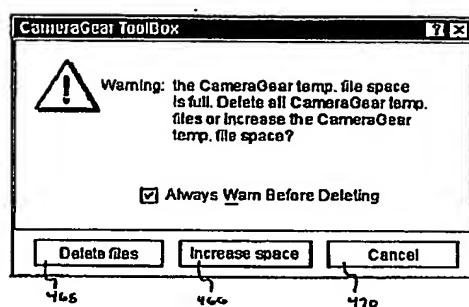 CameraGear ToolBox
Warning: the CameraGear temp. file space
is full. Delete all CameraGear temp.
files or increase the CameraGear
temp. file space?
Always Warn Before Deleting
Delete files Increase space Cancel
468 466 470